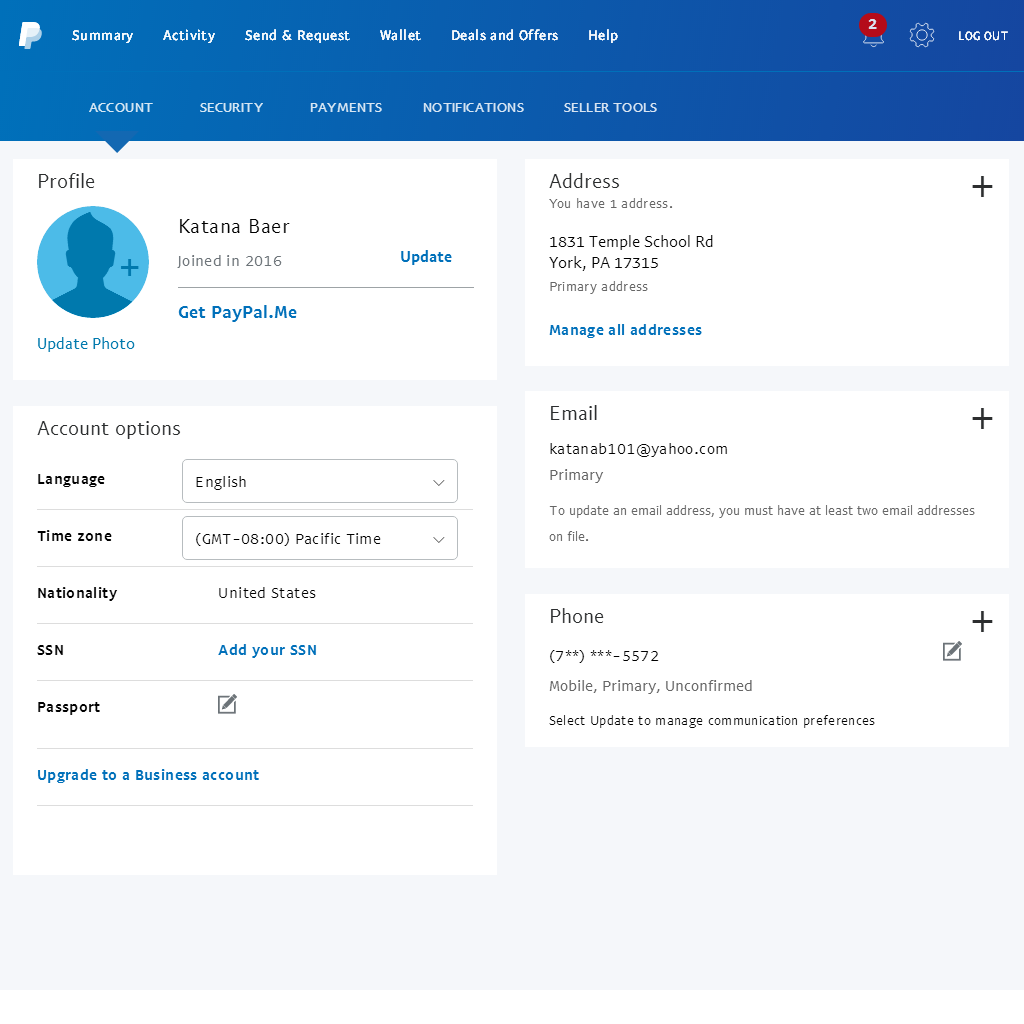 Summary Activity Send & Request Wallet Deals and Offers Help 2 LOG OUT
ACCOUNT SECURITY PAYMENTS NOTIFICATIONS SELLER TOOLS
Profile
Katana Baer
Joined in 2016
Update
Get PayPal.Me
Update Photo
Account options
Language English
Time zone (GMT-08:00) Pacific Time
Nationality United States
SSN Add your SSN
Passport
Upgrade to a Business account
Address
You have 1 address.
1831 Temple School Rd
York, PA 17315
Primary address
Manage all addresses
Email
katanab101@yahoo.com
Primary
To update an email address, you must have at least two email addresses
on file.
Phone
(7**) ***-5572
Mobile, Primary, Unconfirmed
Select Update to manage communication preferences